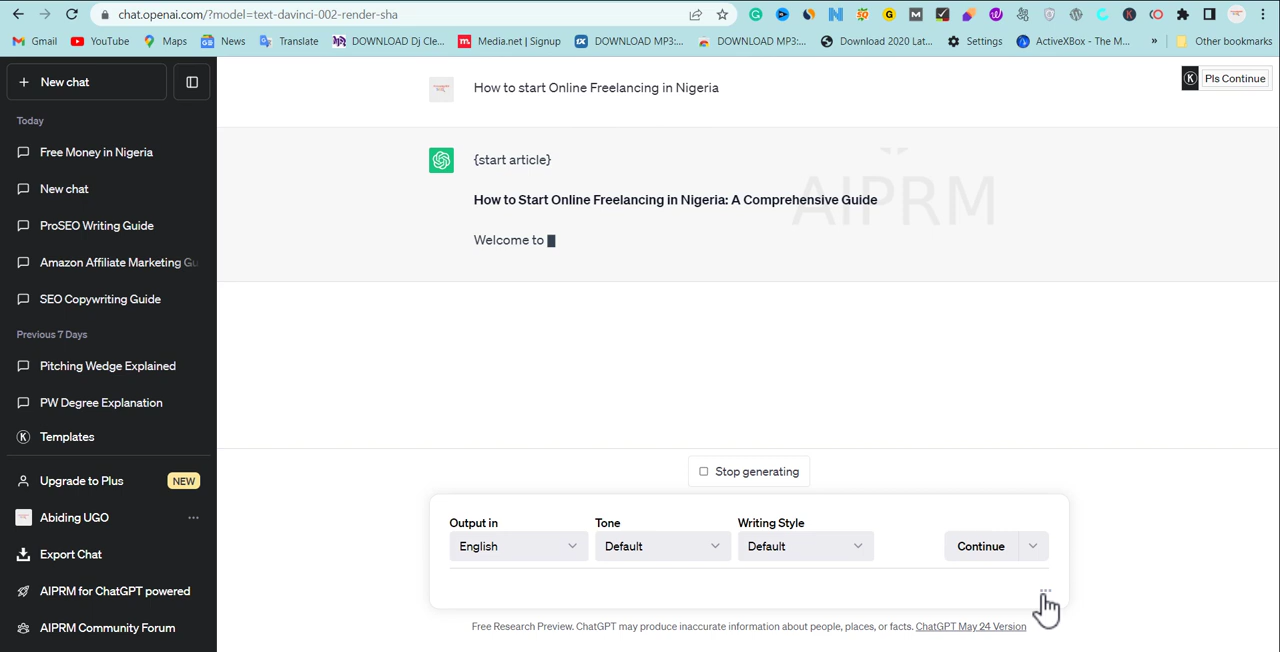 chat.openai.com/?model=text-davinci-002-render-sha
Gmail YouTube Maps News Translate DOWNLOAD Dj Cle... Media.net | Signup DOWNLOAD MP3:... DOWNLOAD MP3:... Download 2020 Lat... Settings ActiveXBox - The M... » Other bookmarks
+ New chat
Today
Free Money in Nigeria
New chat
ProSEO Writing Guide
Amazon Affiliate Marketing Gu
SEO Copywriting Guide
Previous 7 Days
Pitching Wedge Explained
PW Degree Explanation
Templates
Upgrade to Plus NEW
Abiding UGO ...
Export Chat
AIPRM for ChatGPT powered
AIPRM Community Forum
How to start Online Freelancing in Nigeria
Pls Continue
{start article}
AIPRM
How to Start Online Freelancing in Nigeria: A Comprehensive Guide
Welcome to
Stop generating
Output in Tone Writing Style
English Default Default Continue
Free Research Preview. ChatGPT may produce inaccurate information about people, places, or facts. ChatGPT May 24 Version